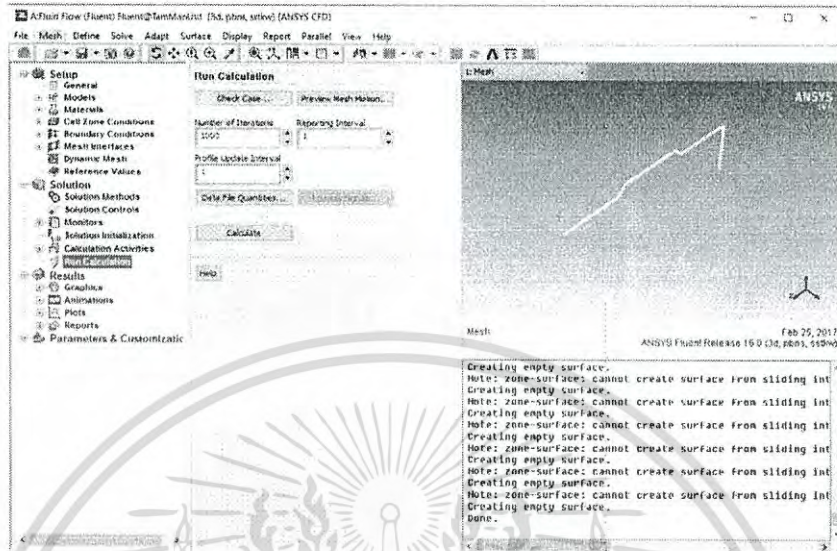 A:Fluid Flow (Fluent) Fluent@TamManUtd [3d, pbns, sstkw] [ANSYS CFD]
File Mesh Define Solve Adapt Surface Display Report Parallel View Help
Setup
General
Models
Materials
Cell Zone Conditions
Boundary Conditions
Mesh Interfaces
Dynamic Mesh
Reference Values
Solution
Solution Methods
Solution Controls
Monitors
Solution Initialization
Calculation Activities
Run Calculation
Results
Graphics
Animations
Plots
Reports
Parameters & Customizatic
Run Calculation
Check Case...
Preview Mesh Motion...
Number of Iterations
Reporting Interval
1000
1
Profile Update Interval
1
Data File Quantities...
Calculate
Help
1: Mesh
ANSYS
Mesh
Feb 25, 2017
ANSYS Fluent Release 16.0 (3d, pbns, sstkw)
Creating empty surface.
Note: zone-surface: cannot create surface from sliding int
Creating empty surface.
Note: zone-surface: cannot create surface from sliding int
Creating empty surface.
Note: zone-surface: cannot create surface from sliding int
Creating empty surface.
Note: zone-surface: cannot create surface from sliding int
Creating empty surface.
Note: zone-surface: cannot create surface from sliding int
Creating empty surface.
Note: zone-surface: cannot create surface from sliding int
Creating empty surface.
Done.